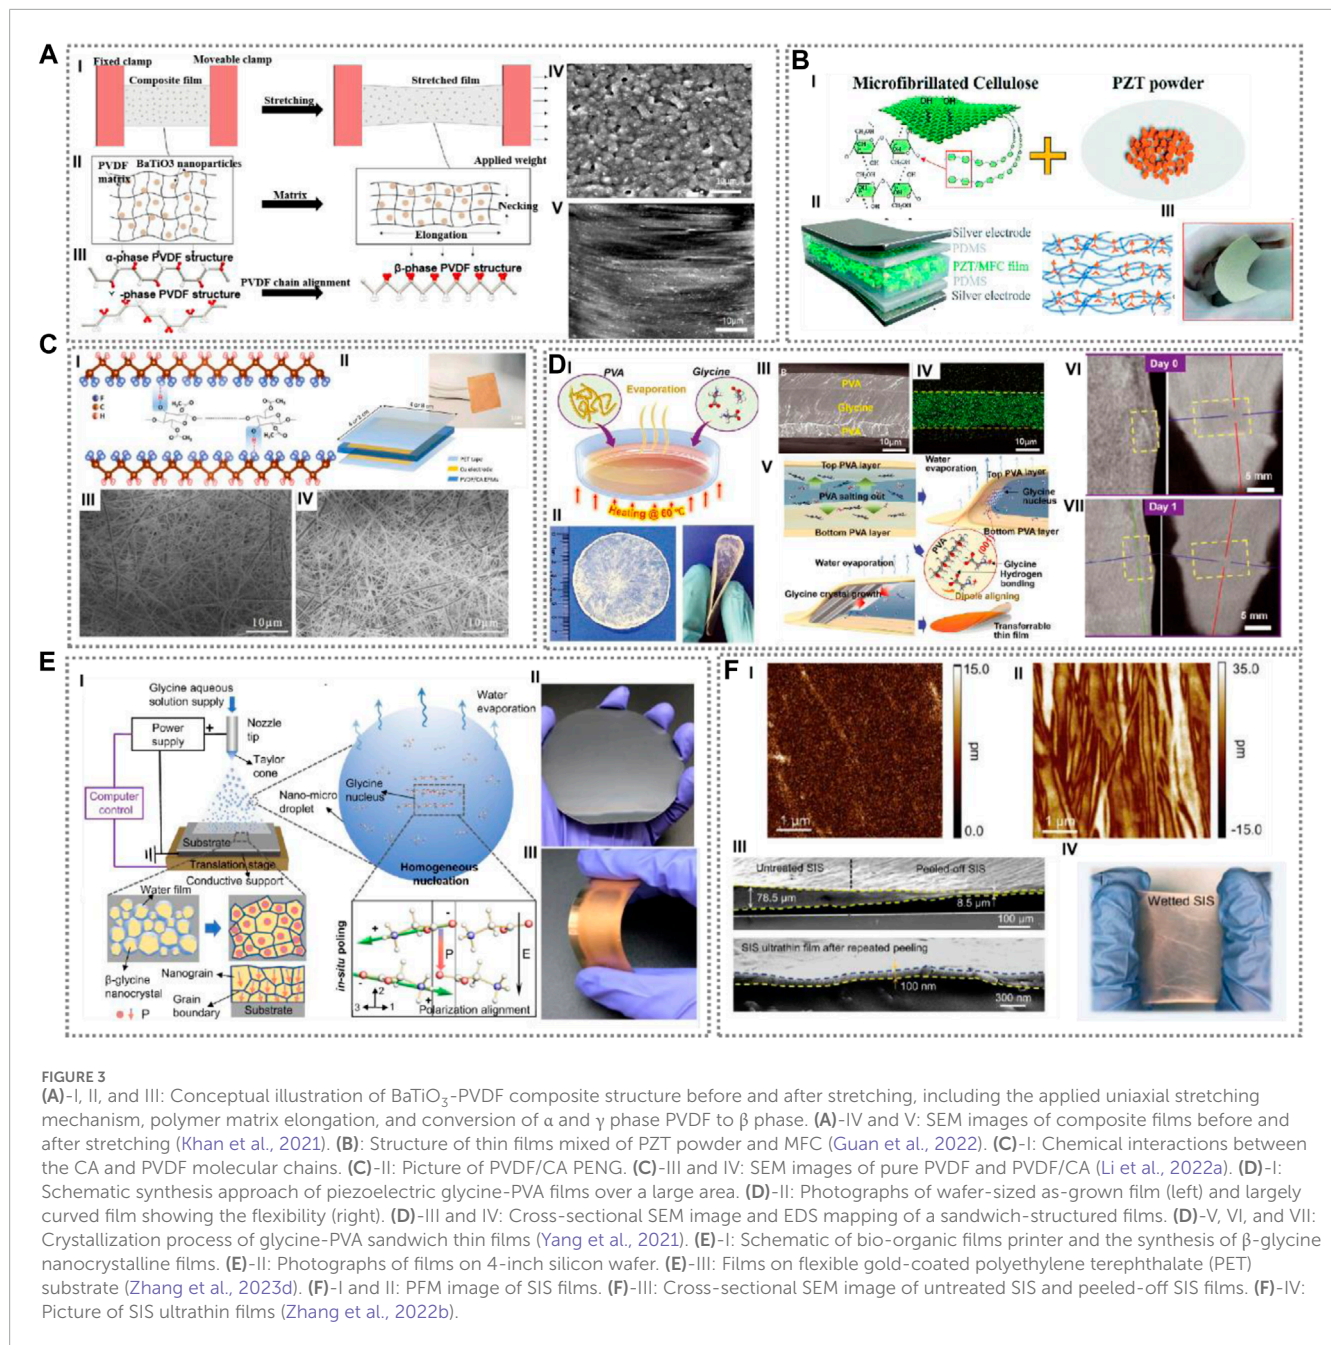 A
I
Fixed clamp
Moveable clamp
Composite film
Stretching
Stretched film
Applied weight
II
PVDF
matrix
BaTiO3 nanoparticles
Matrix
Necking
Elongation
III
α-phase PVDF structure
-phase PVDF structure
PVDF chain alignment
β-phase PVDF structure
IV
V
10μm
B
I
Microfibrillated Cellulose
PZT powder
OH OH
CH2OH
OH
II
Silver electrode
PDMS
PZT/MFC film
PDMS
Silver electrode
III
C
I
F
C
H
II
PET tape
Cu electrode
PVDF/CA EFMs
III
10μm
IV
10μm
D
I
PVA
Evaporation
Glycine
Heating @ 60 °C
II
III
B
PVA
Glycine
PVA
10μm
IV
10μm
V
Top PVA layer
PVA salting out
Bottom PVA layer
Water
evaporation
Top PVA layer
Glycine
nucleus
Bottom PVA layer
PVA
(001)
Glycine
Hydrogen
bonding
Dipole aligning
Water evaporation
Glycine crystal growth
Transferrable
thin film
VI
Day 0
5 mm
VII
Day 1
5 mm
E
I
Glycine aqueous
solution supply
Power
supply
+
Nozzle
tip
Taylor
cone
Computer
control
Substrate
Translation stage
Conductive support
Water film
β-glycine
nanocrystal
Nanograin
Grain
boundary
Substrate
P
Water
evaporation
Glycine
nucleus
Nano-micro
droplet
Homogeneous
nucleation
in-situ poling
+
-
P
E
2
3
1
Polarization alignment
II
III
F
I
1 μm
15.0
pm
0.0
II
1 μm
35.0
pm
-15.0
III
Untreated SIS
Peeled-off SIS
76.5 μm
8.5 μm
100 μm
SIS ultrathin film after repeated peeling
100 nm
300 nm
IV
Wetted SIS
FIGURE 3
(A)-I, II, and III: Conceptual illustration of BaTiO3-PVDF composite structure before and after stretching, including the applied uniaxial stretching
mechanism, polymer matrix elongation, and conversion of α and γ phase PVDF to β phase. (A)-IV and V: SEM images of composite films before and
after stretching (Khan et al., 2021). (B): Structure of thin films mixed of PZT powder and MFC (Guan et al., 2022). (C)-I: Chemical interactions between
the CA and PVDF molecular chains. (C)-II: Picture of PVDF/CA PENG. (C)-III and IV: SEM images of pure PVDF and PVDF/CA (Li et al., 2022a). (D)-I:
Schematic synthesis approach of piezoelectric glycine-PVA films over a large area. (D)-II: Photographs of wafer-sized as-grown film (left) and largely
curved film showing the flexibility (right). (D)-III and IV: Cross-sectional SEM image and EDS mapping of a sandwich-structured films. (D)-V, VI, and VII:
Crystallization process of glycine-PVA sandwich thin films (Yang et al., 2021). (E)-I: Schematic of bio-organic films printer and the synthesis of β-glycine
nanocrystalline films. (E)-II: Photographs of films on 4-inch silicon wafer. (E)-III: Films on flexible gold-coated polyethylene terephthalate (PET)
substrate (Zhang et al., 2023d). (F)-I and II: PFM image of SIS films. (F)-III: Cross-sectional SEM image of untreated SIS and peeled-off SIS films. (F)-IV:
Picture of SIS ultrathin films (Zhang et al., 2022b).